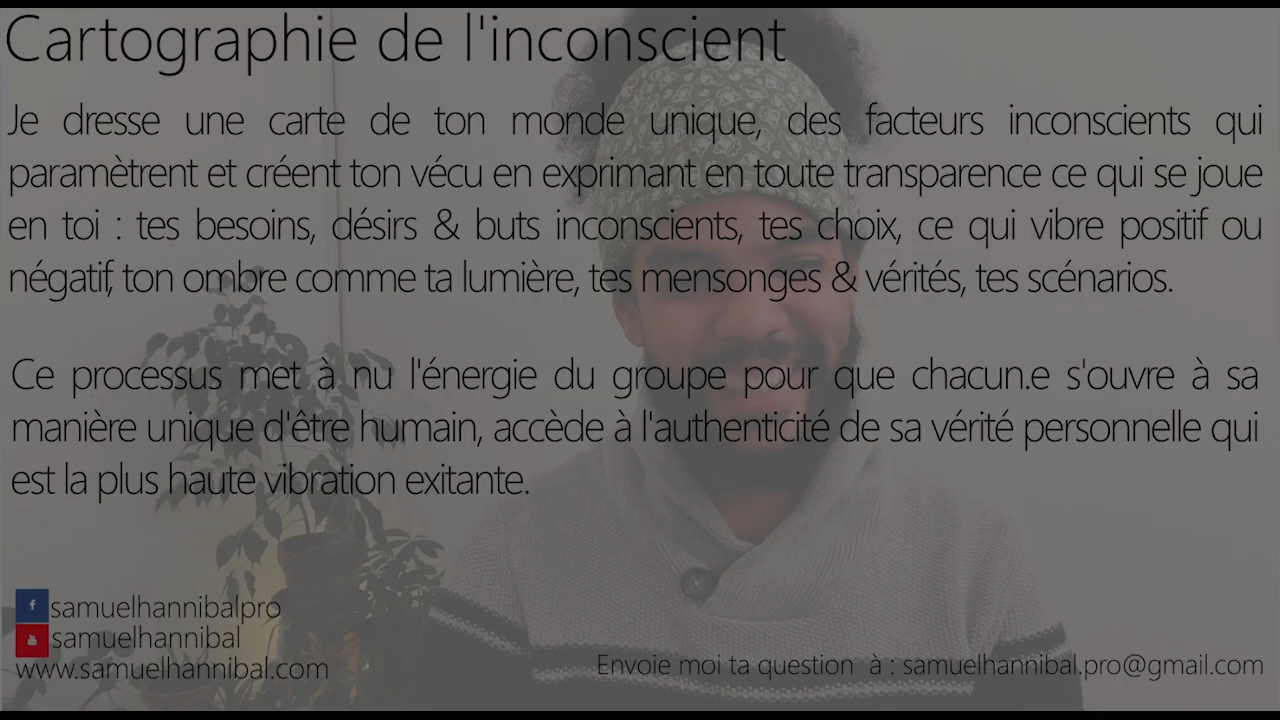 Cartographie de l'inconscient
Je dresse une carte de ton monde unique, des facteurs inconscients qui
paramètrent et créent ton vécu en exprimant en toute transparence ce qui se joue
en toi : tes besoins, désirs & buts inconscients, tes choix, ce qui vibre positif ou
négatif, ton ombre comme ta lumière, tes mensonges & vérités, tes scénarios.
Ce processus met à nu l'énergie du groupe pour que chacun.e s'ouvre à sa
manière unique d'être humain, accède à l'authenticité de sa vérité personnelle qui
est la plus haute vibration exitante.
samuelhannibalpro
samuelhannibal
www.samuelhannibal.com
Envoie moi ta question à : samuelhannibal.pro@gmail.com